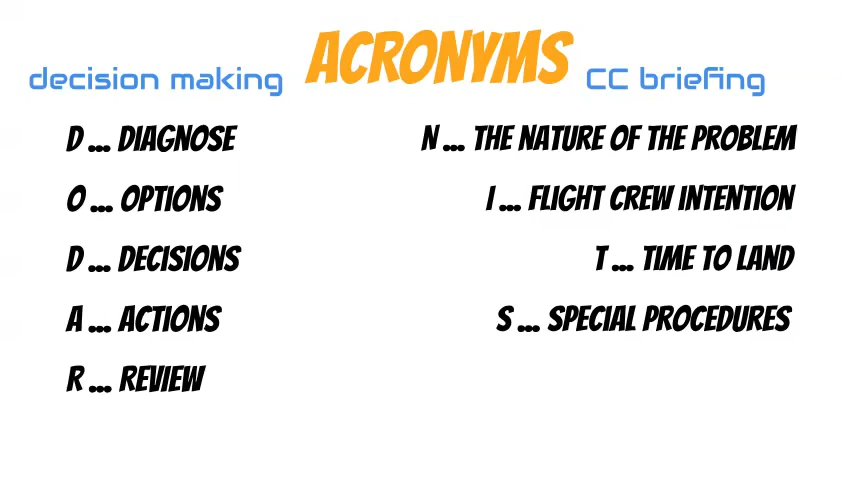 ACRONYMS
decision making
D ... DIAGNOSE
O ... OPTIONS
D ... DECISIONS
A ... ACTIONS
R ... REVIEW
CC briefing
N ... THE NATURE OF THE PROBLEM
I ... FLIGHT CREW INTENTION
T ... TIME TO LAND
S ... SPECIAL PROCEDURES